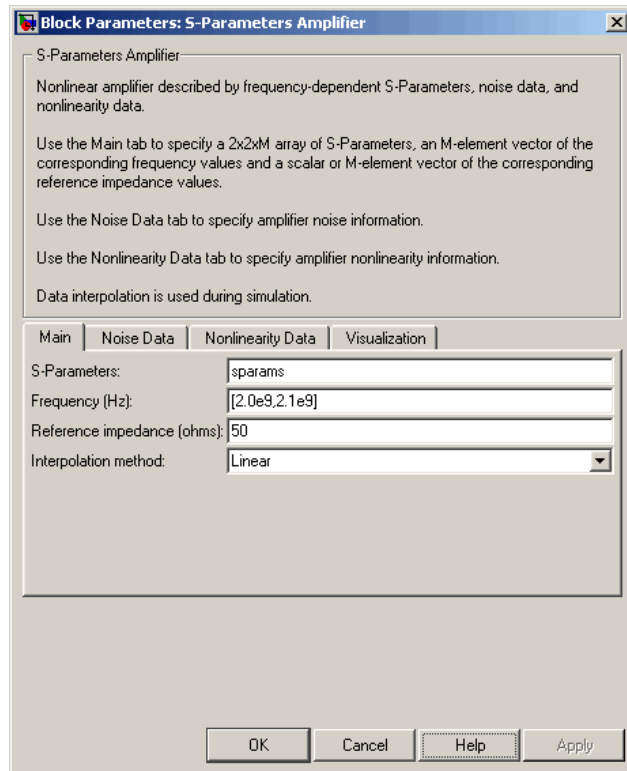 Block Parameters: S-Parameters Amplifier
S-Parameters Amplifier
Nonlinear amplifier described by frequency-dependent S-Parameters, noise data, and
nonlinearity data.
Use the Main tab to specify a 2x2xM array of S-Parameters, an M-element vector of the
corresponding frequency values and a scalar or M-element vector of the corresponding
reference impedance values.
Use the Noise Data tab to specify amplifier noise information.
Use the Nonlinearity Data tab to specify amplifier nonlinearity information.
Data interpolation is used during simulation.
Main Noise Data Nonlinearity Data Visualization
S-Parameters: sparams
Frequency (Hz): [2.0e9,2.1e9]
Reference impedance (ohms): 50
Interpolation method: Linear
OK Cancel Help Apply